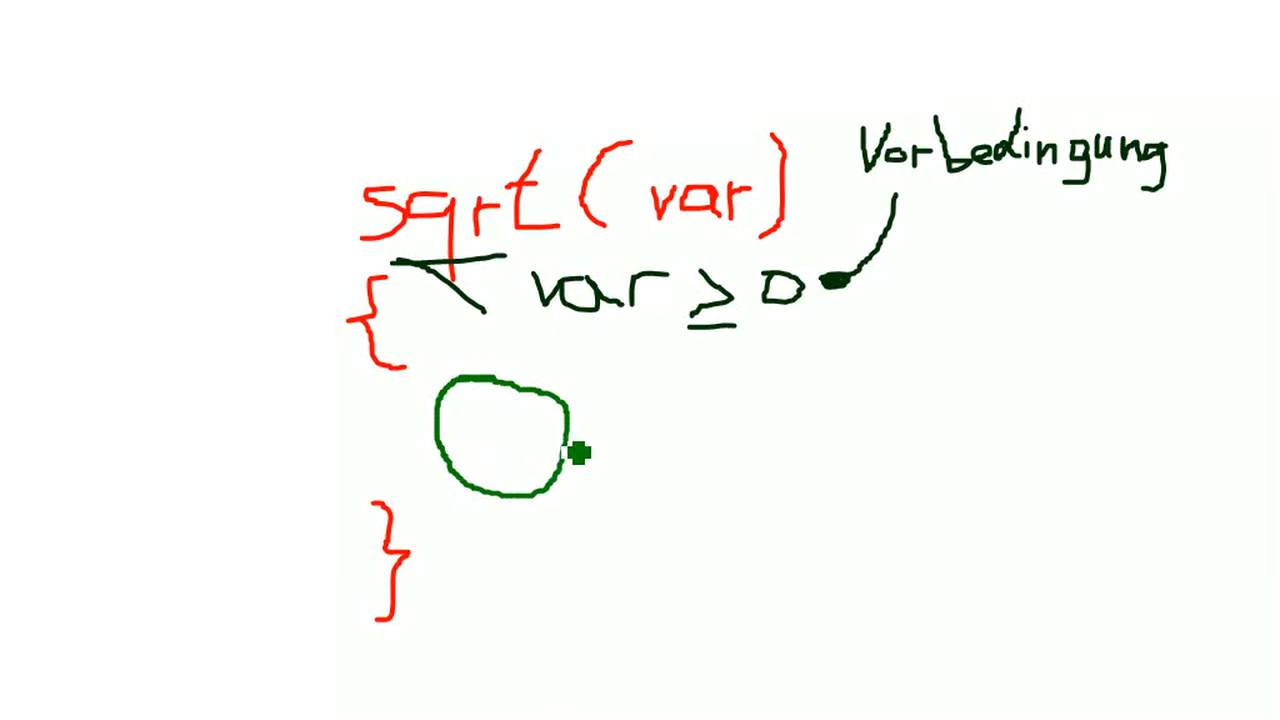 Vorbedingung
sqrt(var)
{
var ≥ 0
}